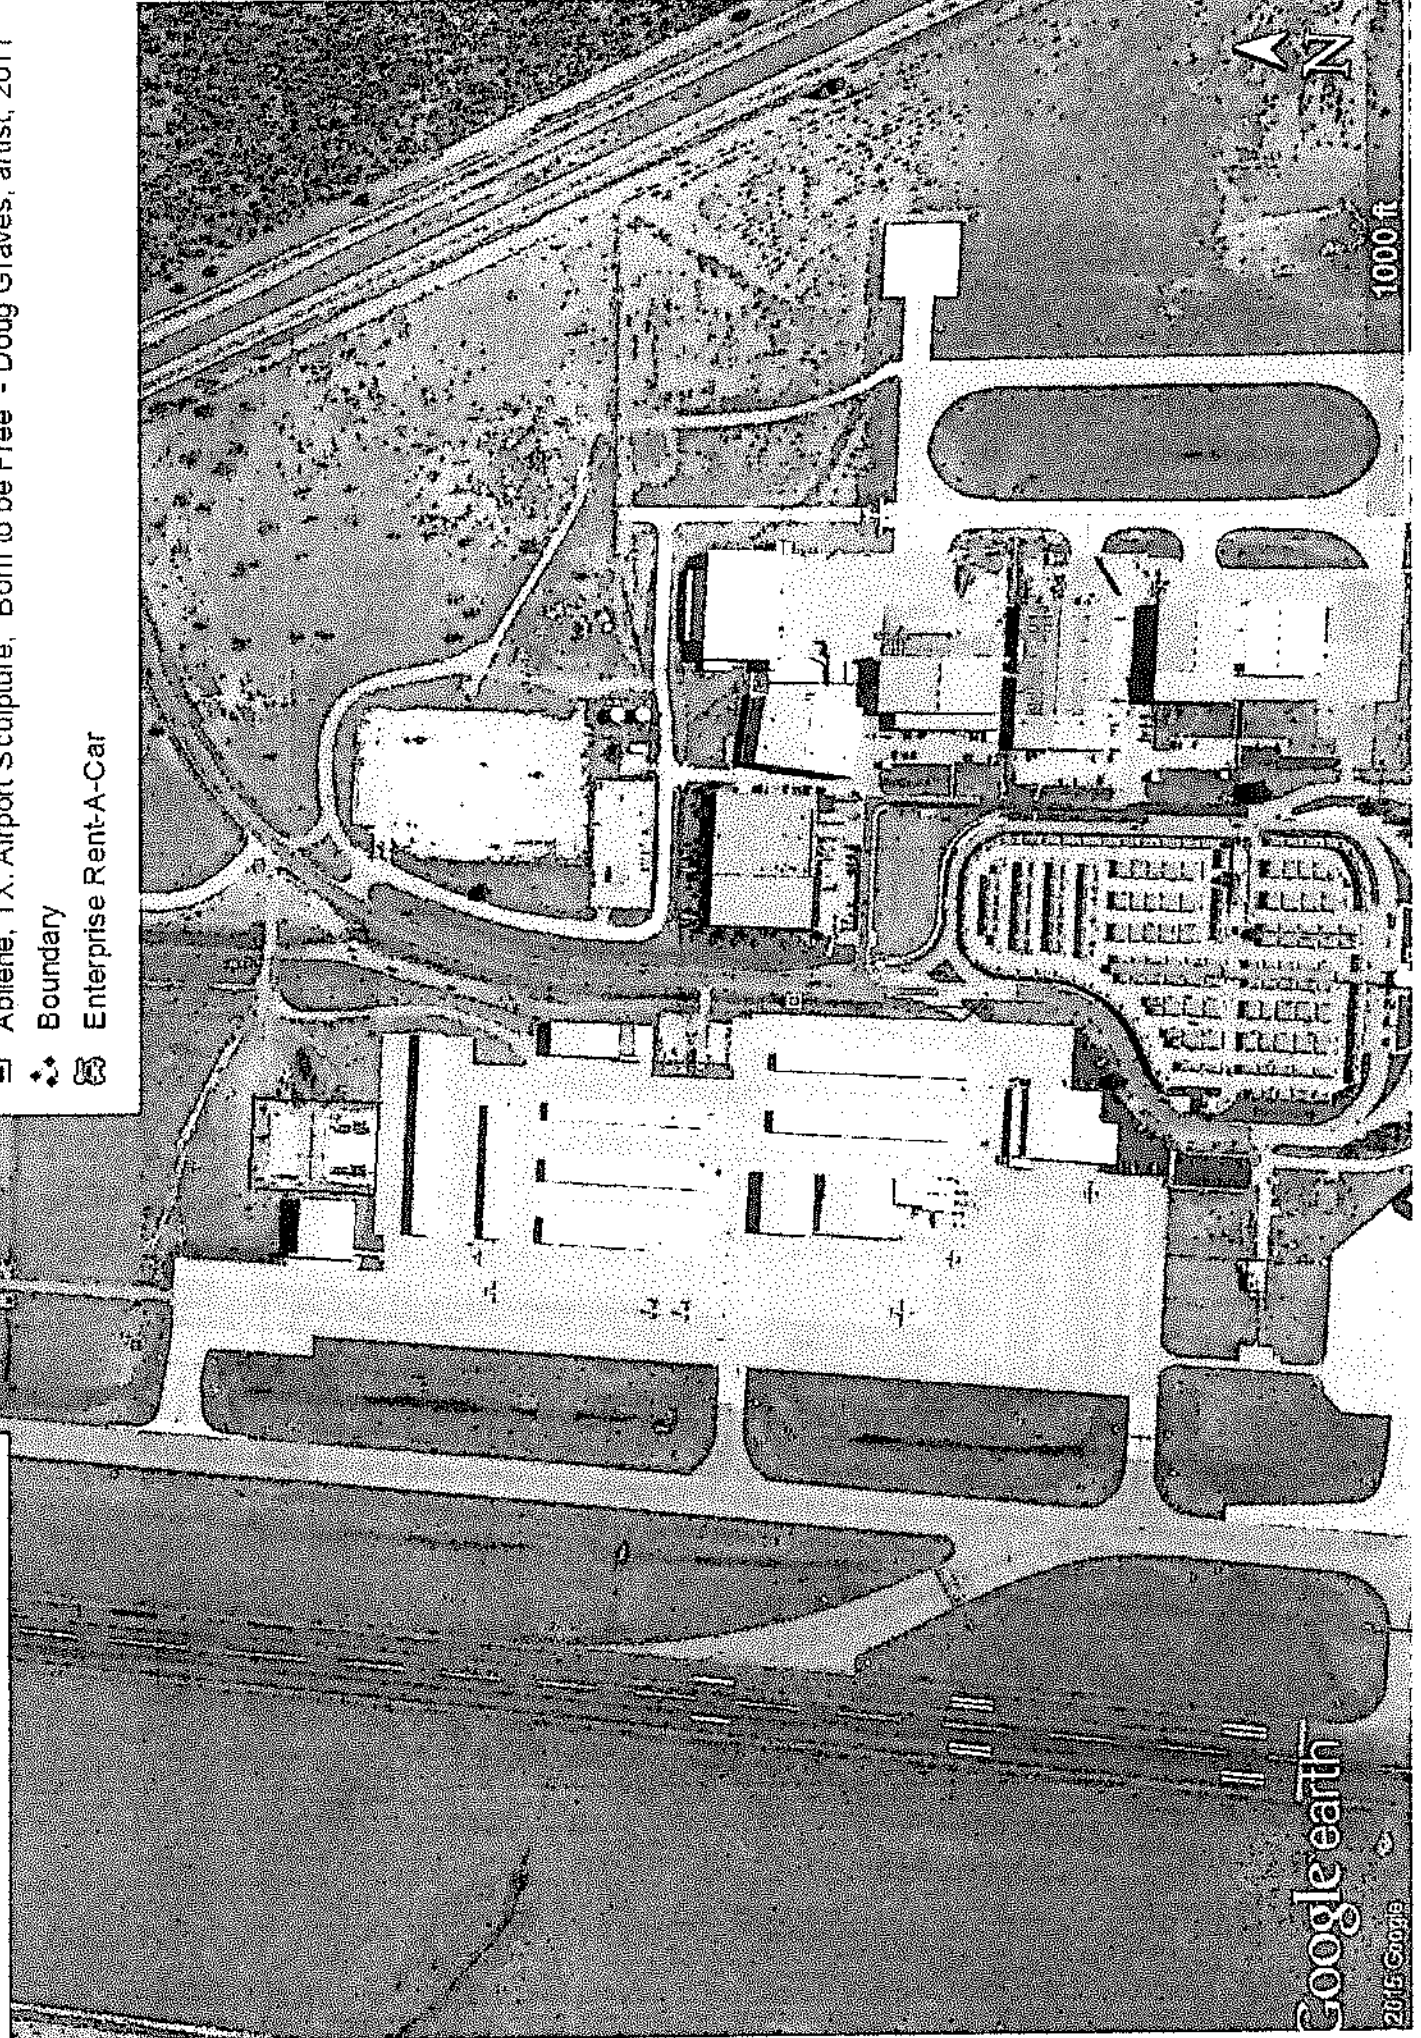 Abilene, TX. Airport Sculpture, "Born to be Free" - Doug Graves, artist, 2011
Boundary
Enterprise Rent-A-Car
N
1000 ft
Google earth
2015 Google